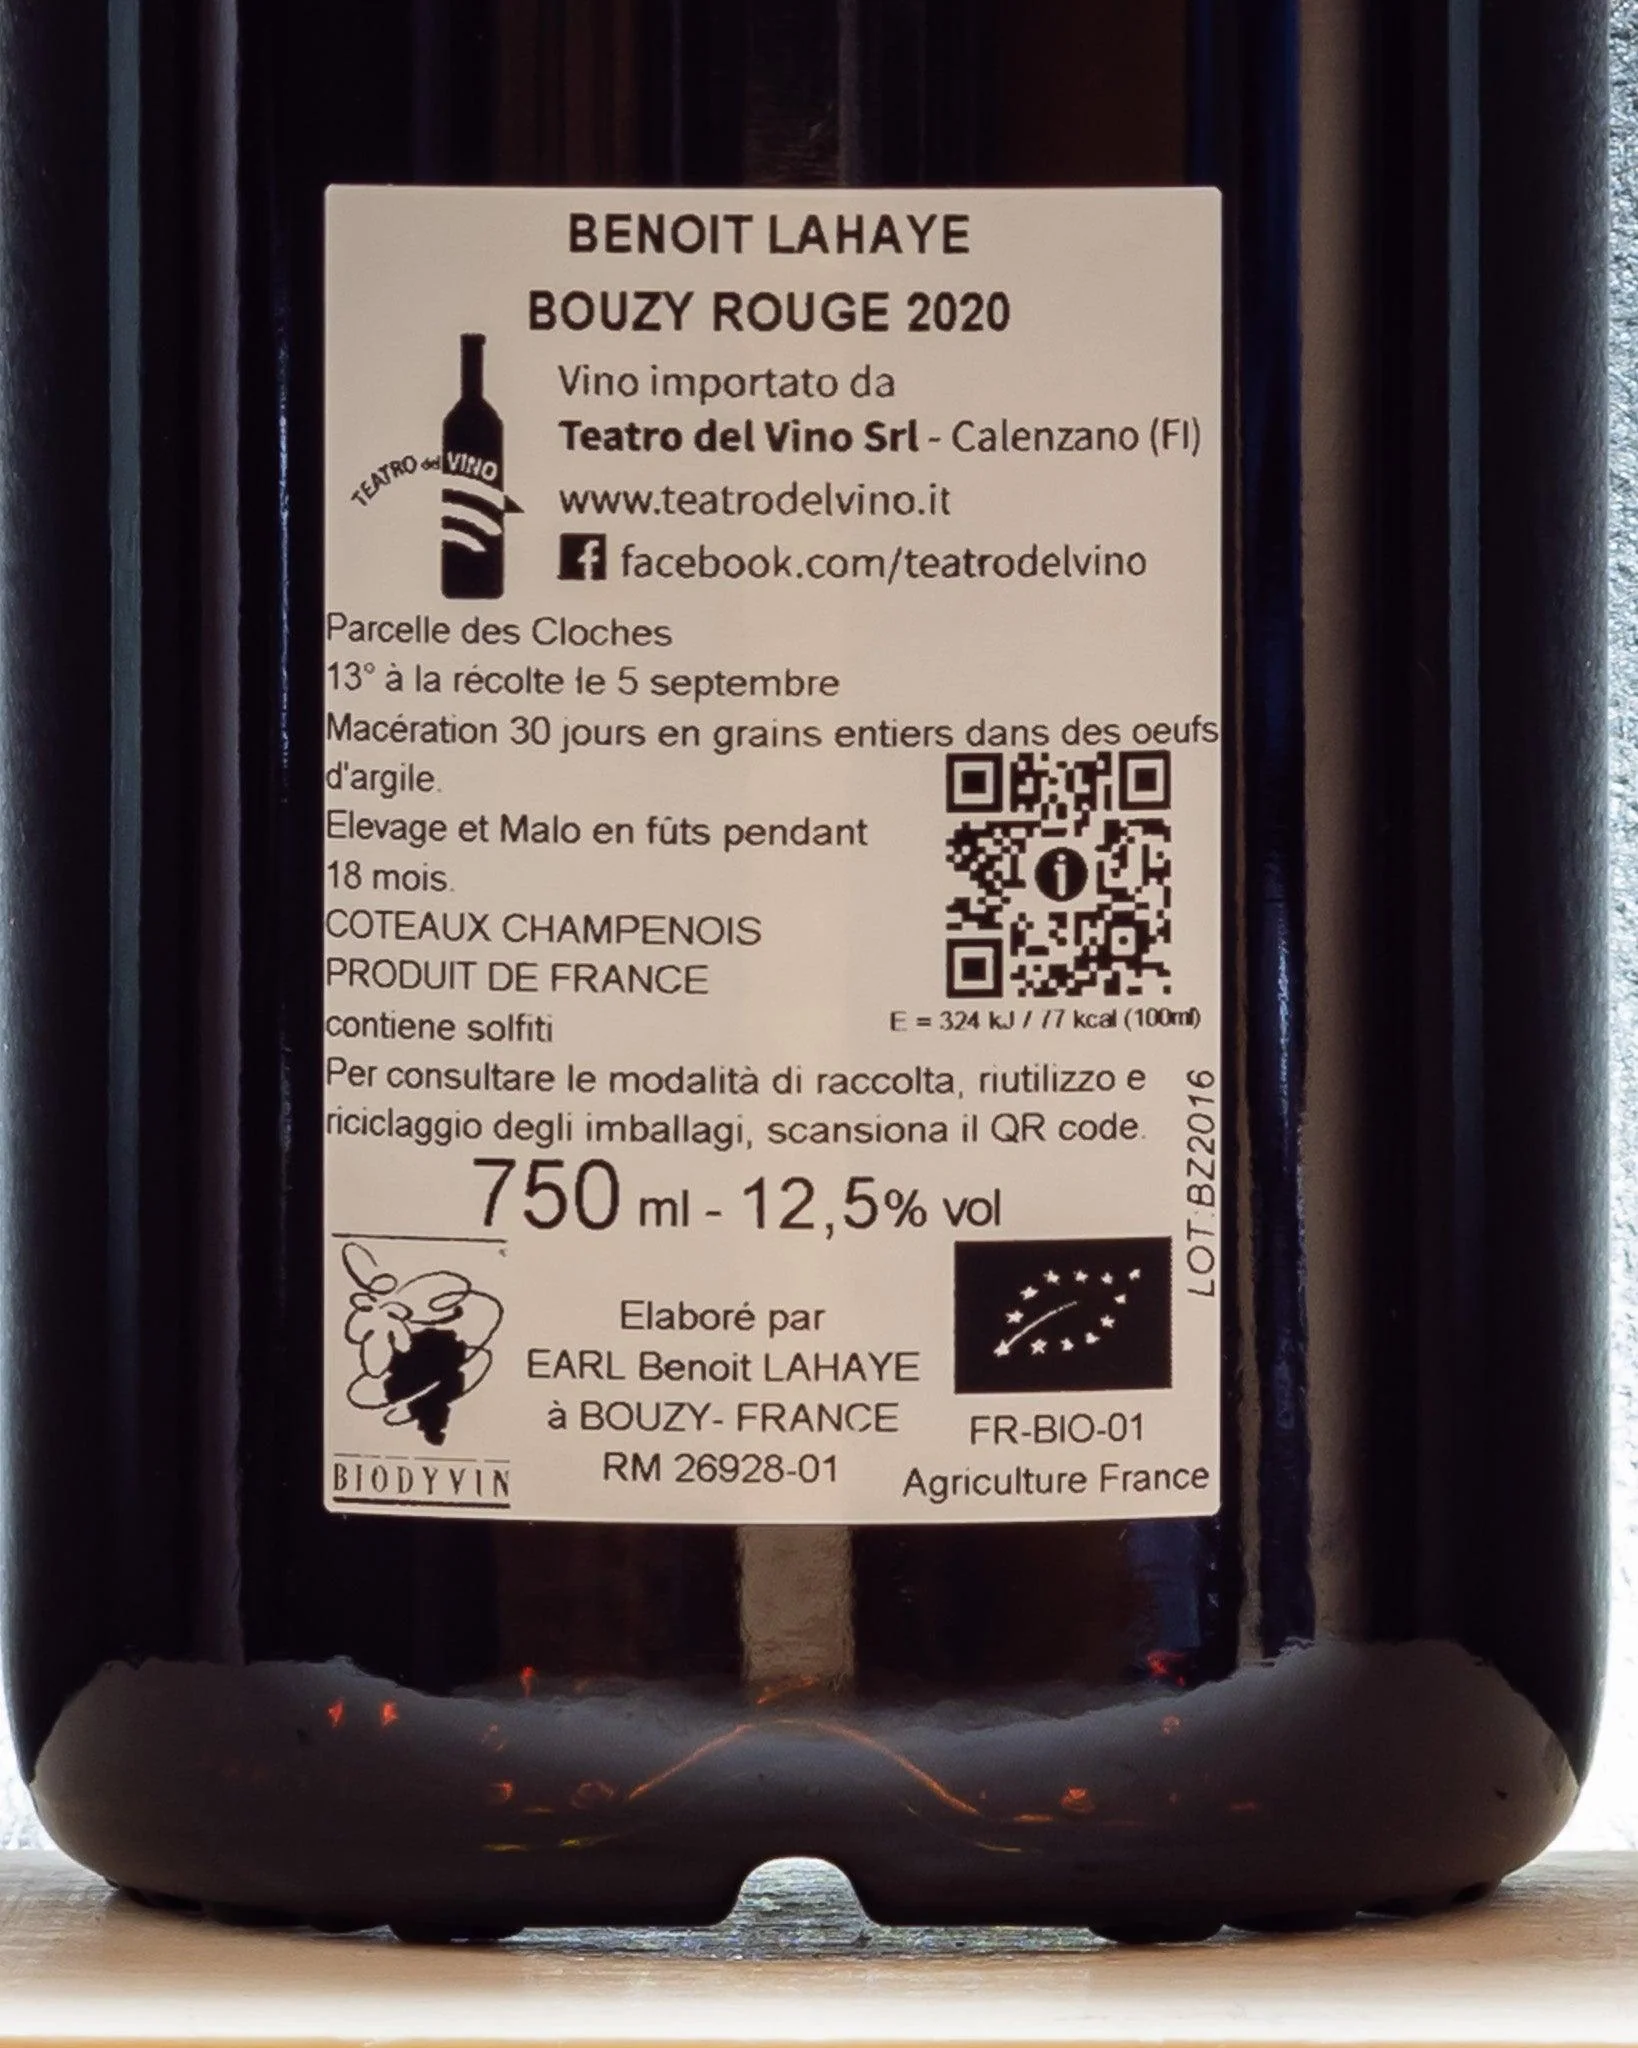 BENOIT LAHAYE
BOUZY ROUGE 2020
Vino importato da
Teatro del Vino Srl - Calenzano (FI)
www.teatrodelvino.it
facebook.com/teatrodelvino
TEATRO del VINO
Parcelle des Cloches
13° à la récolte le 5 septembre
Macération 30 jours en grains entiers dans des oeufs
d'argile.
Elevage et Malo en fûts pendant
18 mois.
COTEAUX CHAMPENOIS
PRODUIT DE FRANCE
contiene solfiti
E = 324 kJ / 77 kcal (100ml)
Per consultare le modalità di raccolta, riutilizzo e
riciclaggio degli imballagi, scansiona il QR code.
LOT:BZ2016
750 ml - 12,5% vol
Elaboré par
EARL Benoit LAHAYE
à BOUZY- FRANCE
RM 26928-01
BIODYVIN
FR-BIO-01
Agriculture France